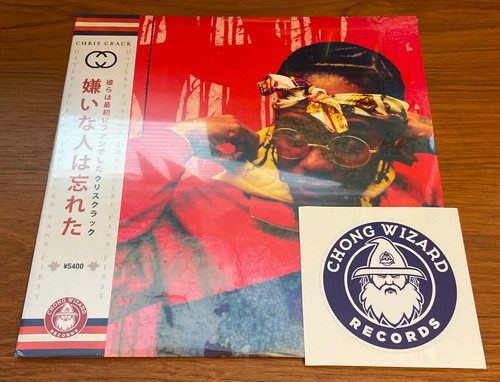 CHRIS CRACK
嫌いな人は忘れた
彼らは最初にファンでしたクリスクラック
¥5400
CHONG WIZARD
RECORDS
CHONG WIZARD
RECORDS